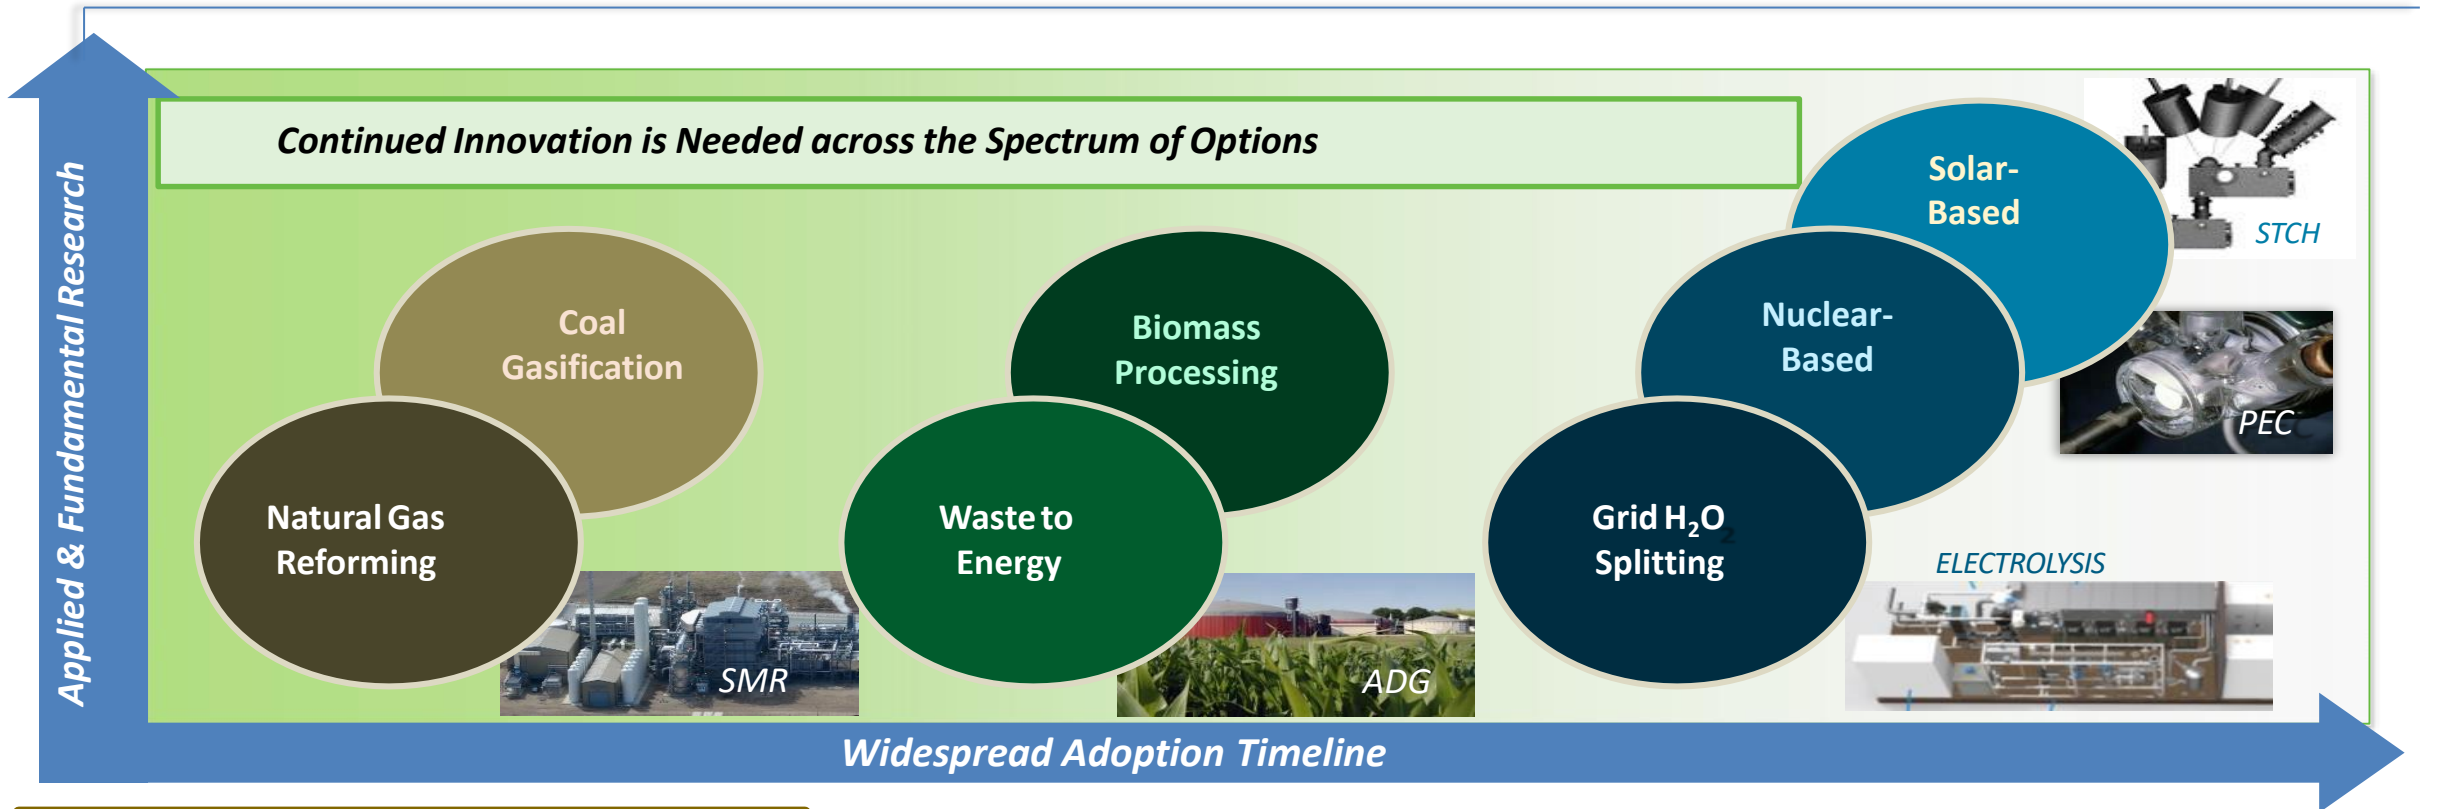 Continued Innovation is Needed across the Spectrum of Options
Applied & Fundamental Research
Solar-
Based
STCH
Coal
Gasification
Biomass
Processing
Nuclear-
Based
PEC
Natural Gas
Reforming
Waste to
Energy
Grid H₂O
2
Splitting
ELECTROLYSIS
SMR
ADG
Widespread Adoption Timeline